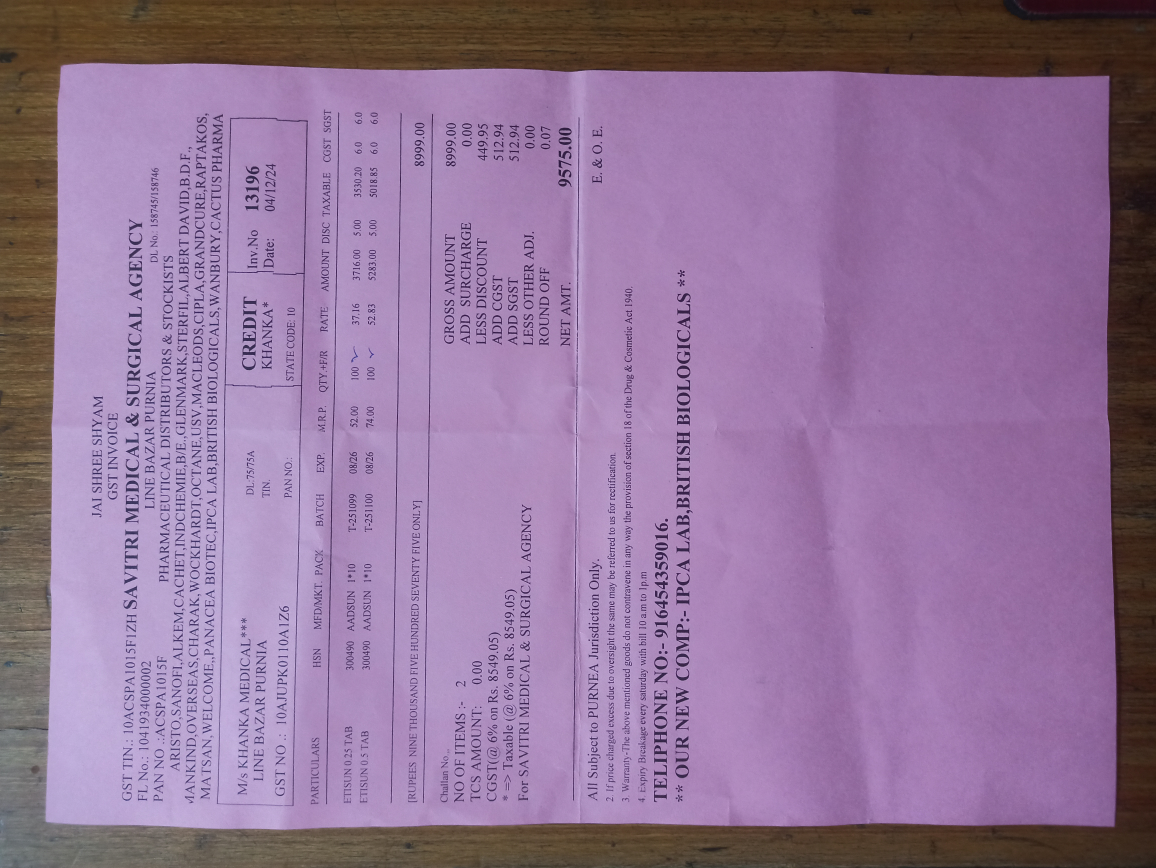 JAI SHREE SHYAM
GST INVOICE
GST TIN.: 10ACSPA1015F1ZH SAVITRI MEDICAL & SURGICAL AGENCY
FL No.: 10419340000002
LINE BAZAR PURNIA
DL No.: 158745/158746
PAN NO .:ACSPA1015F
PHARMACEUTICAL DISTRIBUTORS & STOCKISTS
ARISTO,SANOFI,ALKEM,CACHET,INDCHEMIE,B/E.,GLENMARK,STERFIL,ALBERT DAVID,B.D.F.,
MANKIND,OVERSEAS,CHARAK,WOCKHARDT,OCTANE,USV,MACLEODS,CIPLA,GRANDCURE,RAPTAKOS,
MATSAN,WELCOME,,PANACEA BIOTEC,IPCA LAB,BRITISH BIOLOGICALS,WANBURY,CACTUS PHARMA
M/s KHANKA MEDICAL*** DL:75/75A CREDIT Inv.No 13196
LINE BAZAR PURNIA TIN. KHANKA* Date: 04/12/24
GST NO .: 10AJUPK0110A1Z6 PAN NO.: STATE CODE: 10
PARTICULARS HSN MFD/MKT. PACK BATCH EXP. M.R.P. QTY.+F/R RATE AMOUNT DISC TAXABLE CGST SGST
ETISUN 0.25 TAB 300490 AADSUN 1*10 T-251099 08/26 52.00 100 37.16 3716.00 5.00 3530.20 6.0 6.0
ETISUN 0.5 TAB 300490 AADSUN 1*10 T-251100 08/26 74.00 100 52.83 5283.00 5.00 5018.85 6.0 6.0
[RUPEES NINE THOUSAND FIVE HUNDRED SEVENTY FIVE ONLY] 8999.00
Challan No...
GROSS AMOUNT 8999.00
NO OF ITEMS :- 2 ADD SURCHARGE 0.00
TCS AMOUNT: 0.00 LESS DISCOUNT 449.95
CGST(@ 6% on Rs. 8549.05) ADD CGST 512.94
* => Taxable (@ 6% on Rs. 8549.05) ADD SGST 512.94
For SAVITRI MEDICAL & SURGICAL AGENCY LESS OTHER ADJ. 0.00
ROUND OFF 0.07
NET AMT. 9575.00
All Subject to PURNEA Jurisdiction Only. E. & O. E.
2. If price charged excess due to oversight the same may be referred to us for rectification.
3. Warranty-The above mentioned goods do not contravene in any way the provision of section 18 of the Drug & Cosmetic Act 1940.
4. Expiry Breakage every saturday with bill 10 a.m to 1p.m
TELIPHONE NO:- 916454359016.
** OUR NEW COMP:- IPCA LAB,BRITISH BIOLOGICALS **